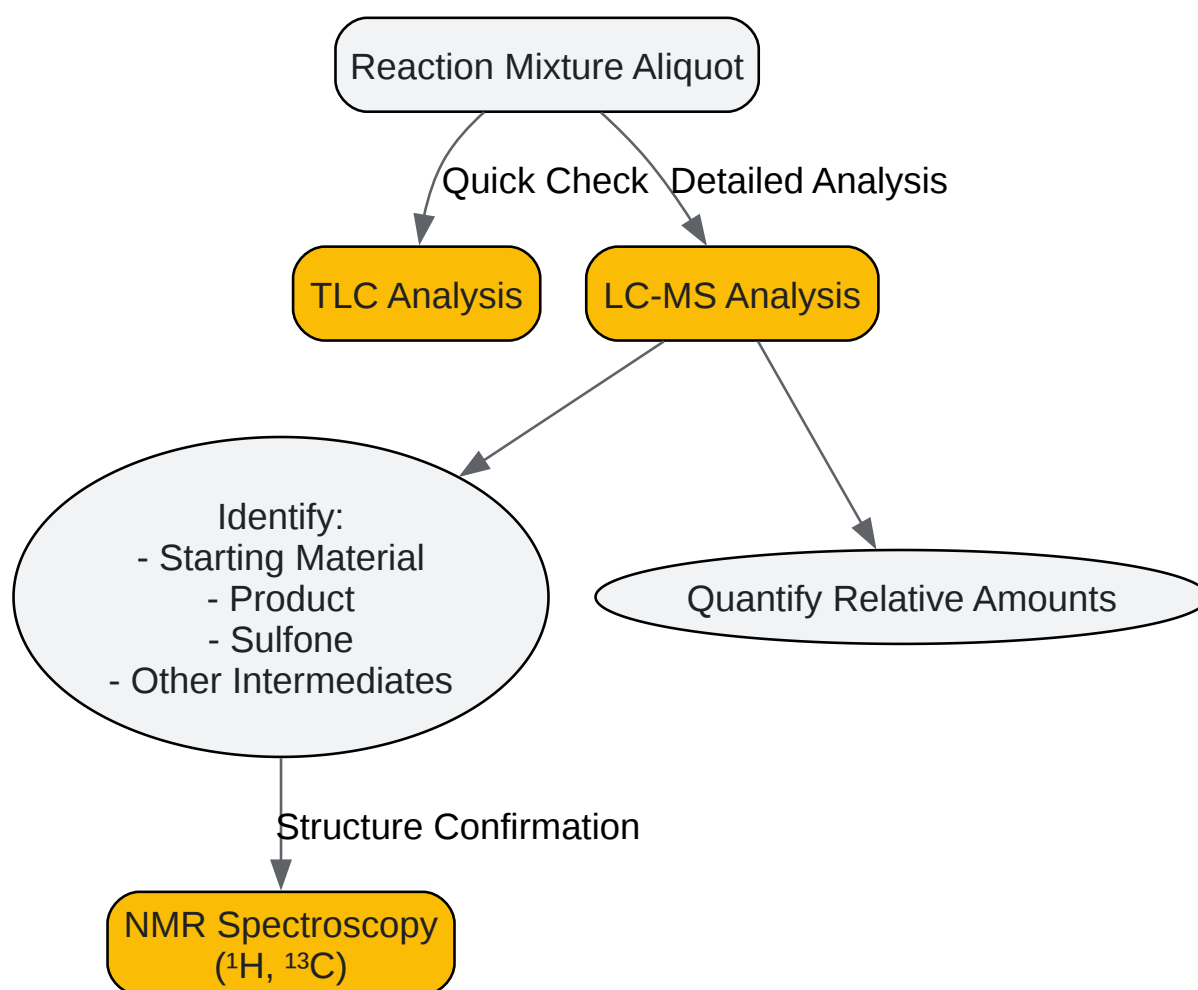 Reaction Mixture Aliquot
Quick Check
Detailed Analysis
TLC Analysis
LC-MS Analysis
Identify:
- Starting Material
- Product
- Sulfone
- Other Intermediates
Quantify Relative Amounts
Structure Confirmation
NMR Spectroscopy
(¹H, ¹³C)